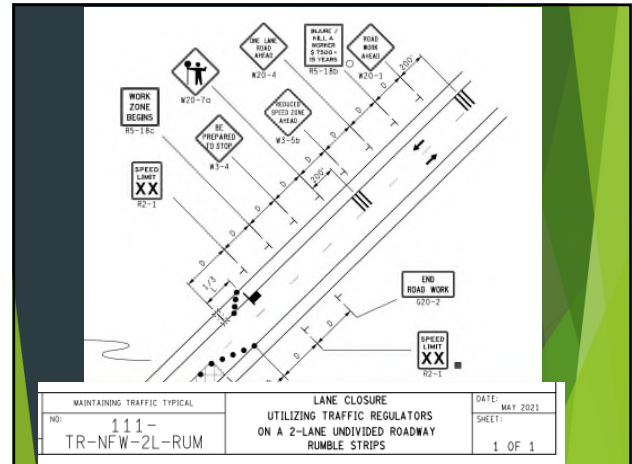 INJURE /
KILL A
WORKER
$ 7500 +
15 YEARS
R5-18b
ROAD
WORK
AHEAD
W20-1
200'
ONE LANE
ROAD
AHEAD
W20-4
W20-7a
REDUCED
SPEED ZONE
AHEAD
W3-5b
WORK
ZONE
BEGINS
R5-18c
BE
PREPARED
TO STOP
W3-4
SPEED
LIMIT
XX
R2-1
D
D
D
D
D
D
D
200'
1/3 L
END
ROAD WORK
G20-2
D
D
SPEED
LIMIT
XX
R2-1
MAINTAINING TRAFFIC TYPICAL
NO:
111-
TR-NFW-2L-RUM
LANE CLOSURE
UTILIZING TRAFFIC REGULATORS
ON A 2-LANE UNDIVIDED ROADWAY
RUMBLE STRIPS
DATE:
MAY 2021
SHEET:
1 OF 1